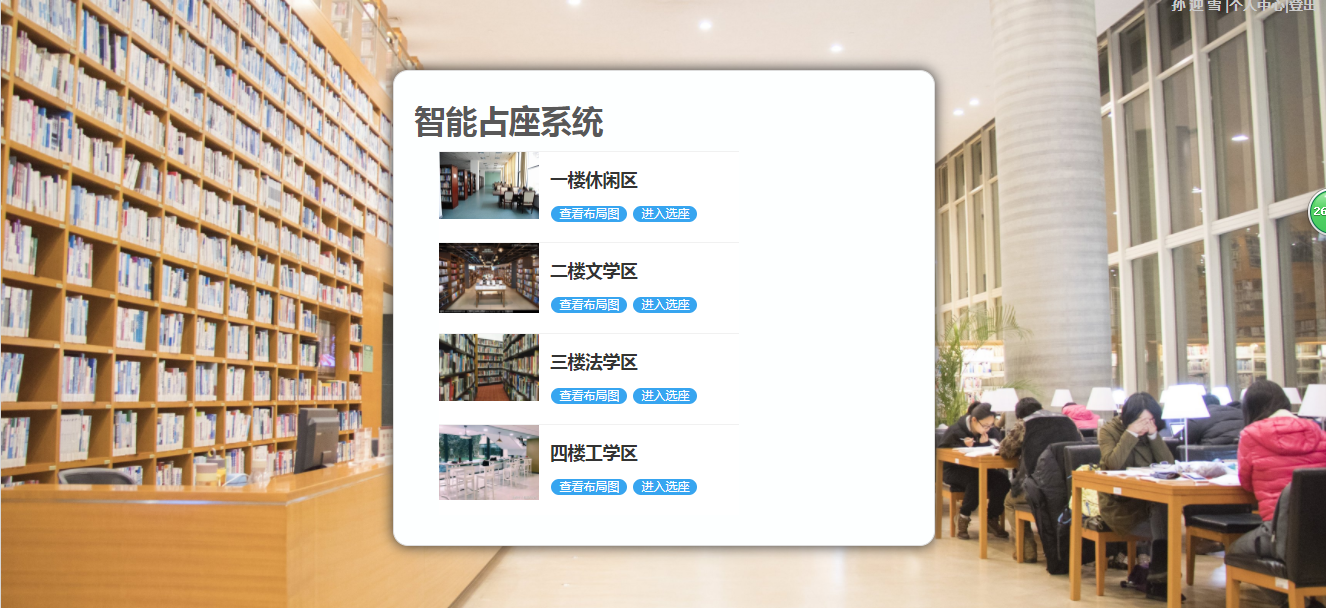 孙 迎 雪 |个人中心|登出
智能占座系统
一楼休闲区
查看布局图 进入选座
二楼文学区
查看布局图 进入选座
三楼法学区
查看布局图 进入选座
四楼工学区
查看布局图 进入选座
26